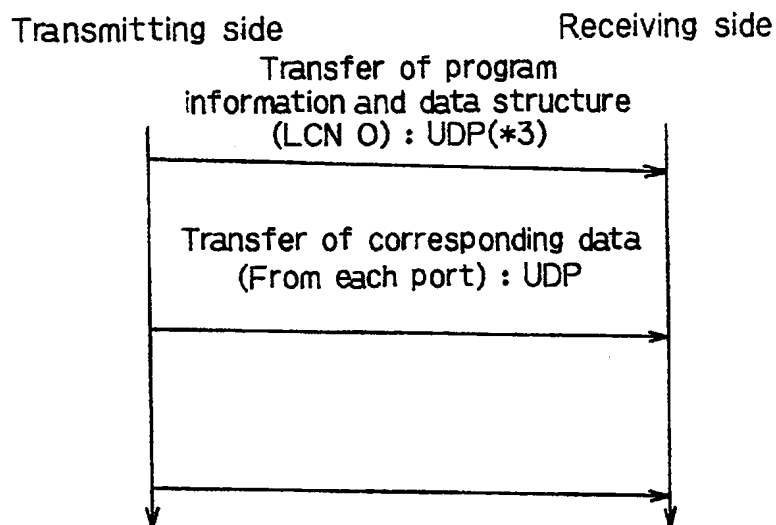 Transmitting side
Receiving side
Transfer of program
information and data structure
(LCN 0) : UDP(*3)
Transfer of corresponding data
(From each port) : UDP